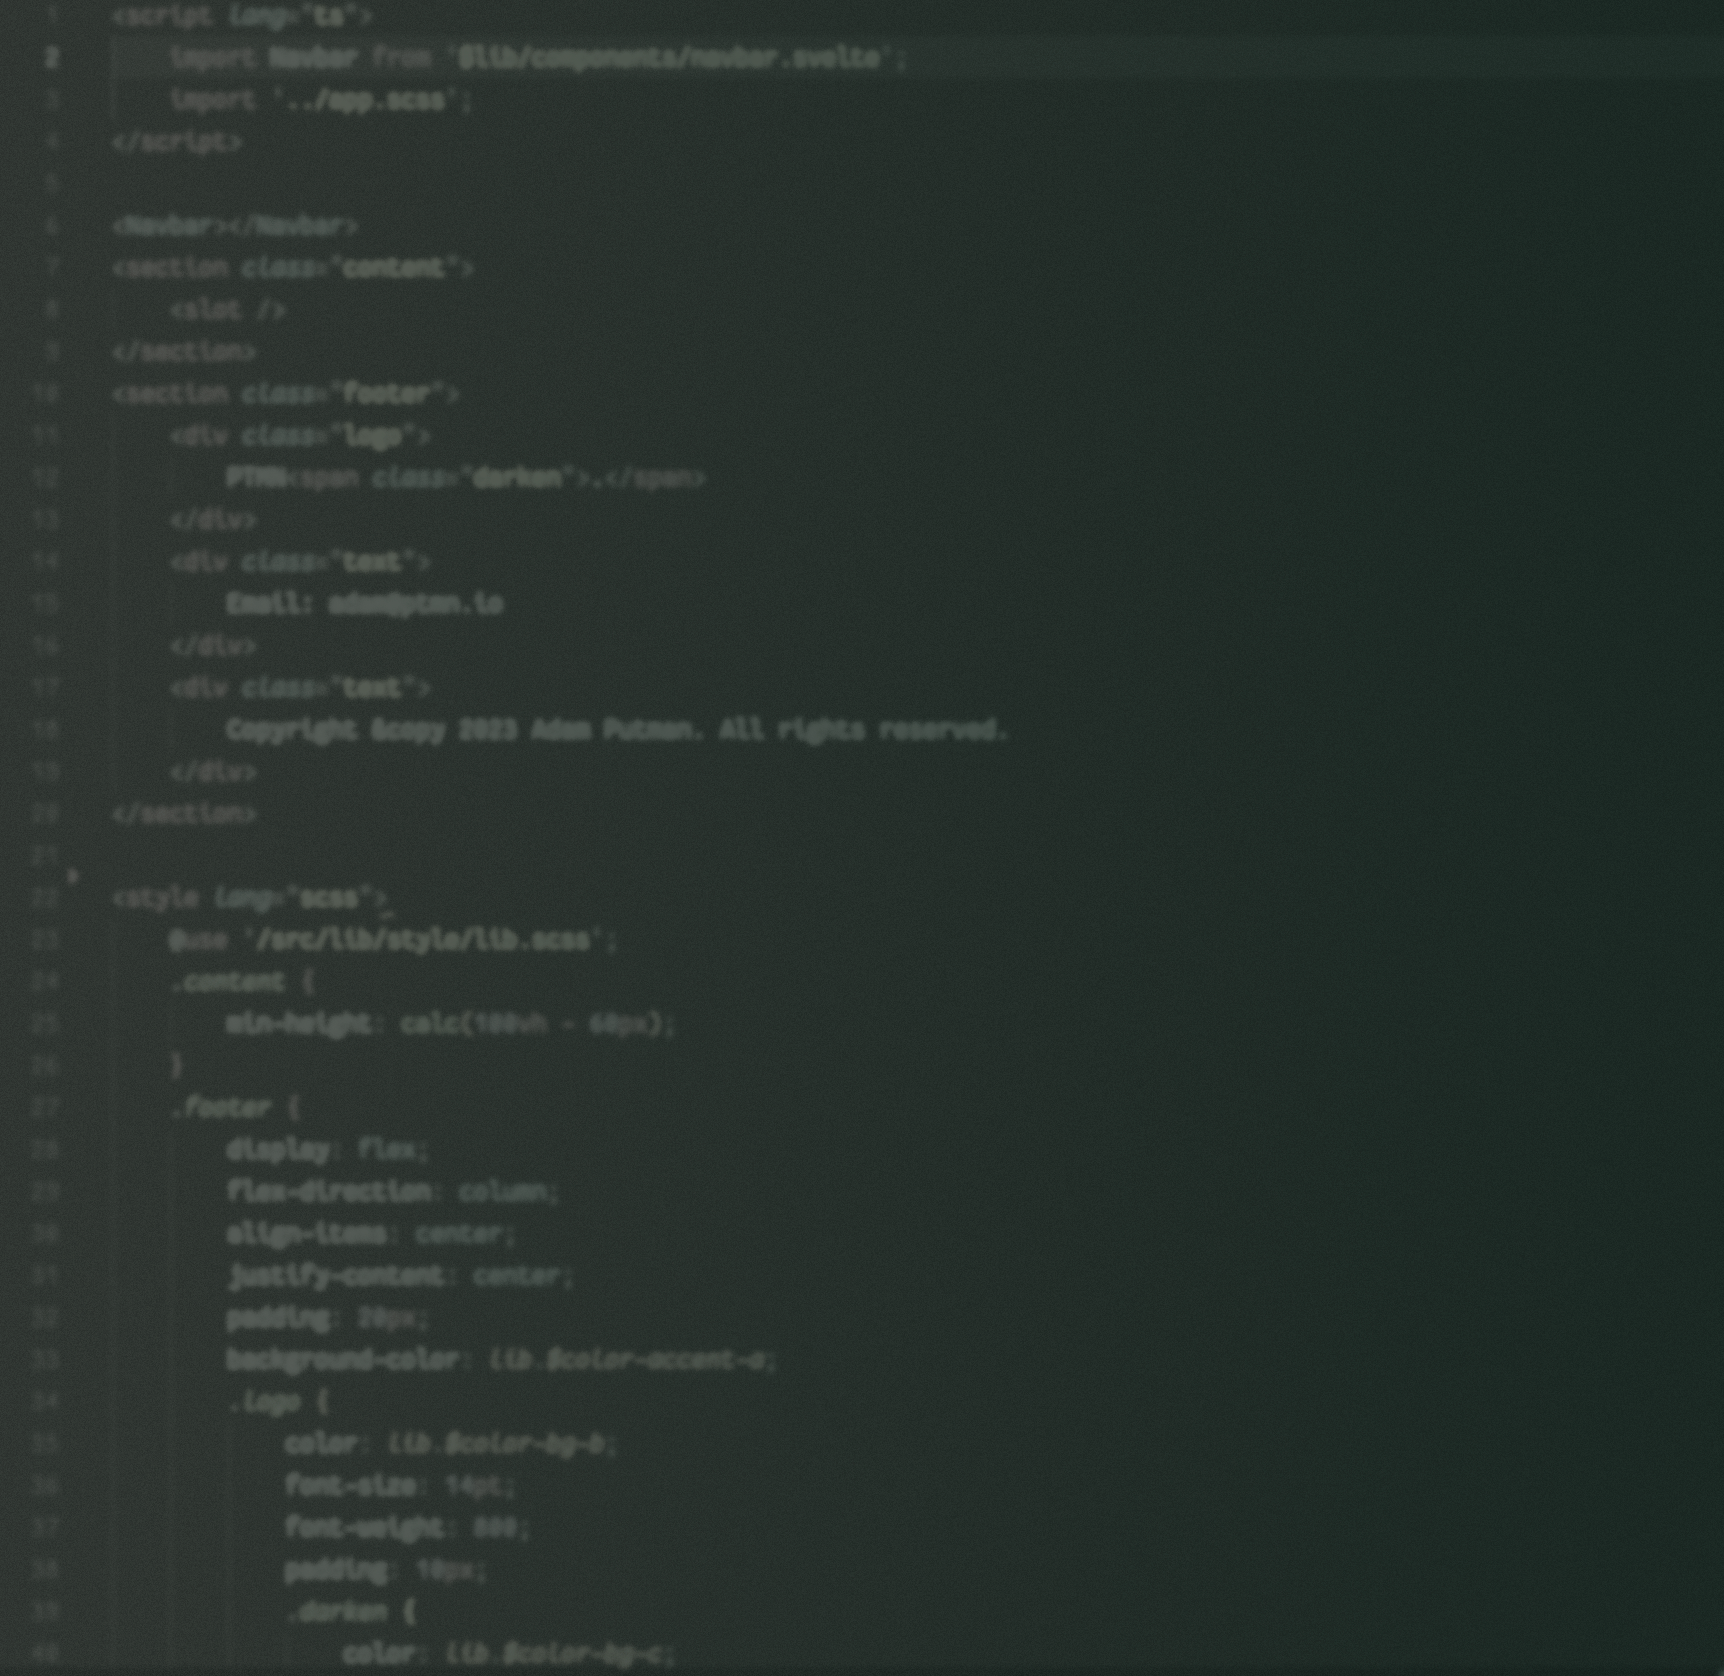 1 <script lang="ts">
2 import Navbar from '$lib/components/navbar.svelte';
3 import '../app.scss';
4 </script>
5
6 <Navbar></Navbar>
7 <section class="content">
8 <slot />
9 </section>
10 <section class="footer">
11 <div class="logo">
12 PTMN<span class="darken">.</span>
13 </div>
14 <div class="text">
15 Email: adam@ptmn.io
16 </div>
17 <div class="text">
18 Copyright &copy 2023 Adam Putman. All rights reserved.
19 </div>
20 </section>
21
22 <style lang="scss">
23 @use '/src/lib/style/lib.scss';
24 .content {
25 min-height: calc(100vh - 60px);
26 }
27 .footer {
28 display: flex;
29 flex-direction: column;
30 align-items: center;
31 justify-content: center;
32 padding: 20px;
33 background-color: lib.$color-accent-a;
34 .logo {
35 color: lib.$color-bg-b;
36 font-size: 14pt;
37 font-weight: 800;
38 padding: 10px;
39 .darken {
40 color: lib.$color-bg-c;